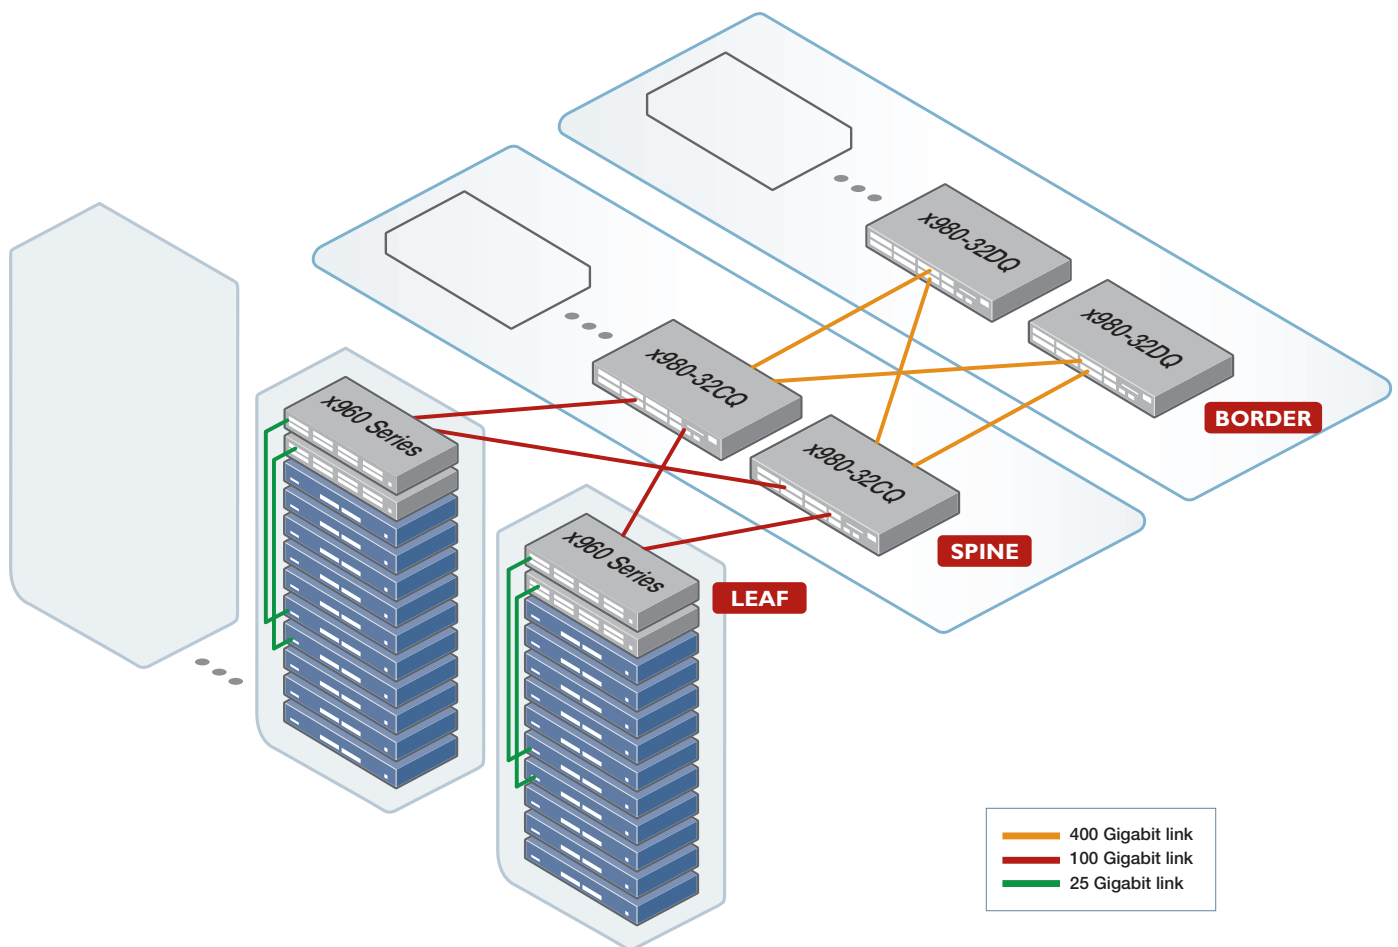 x980-32DQ
x980-32DQ
BORDER
x980-32CQ
x980-32CQ
SPINE
x960 Series
x960 Series
LEAF
400 Gigabit link
100 Gigabit link
25 Gigabit link